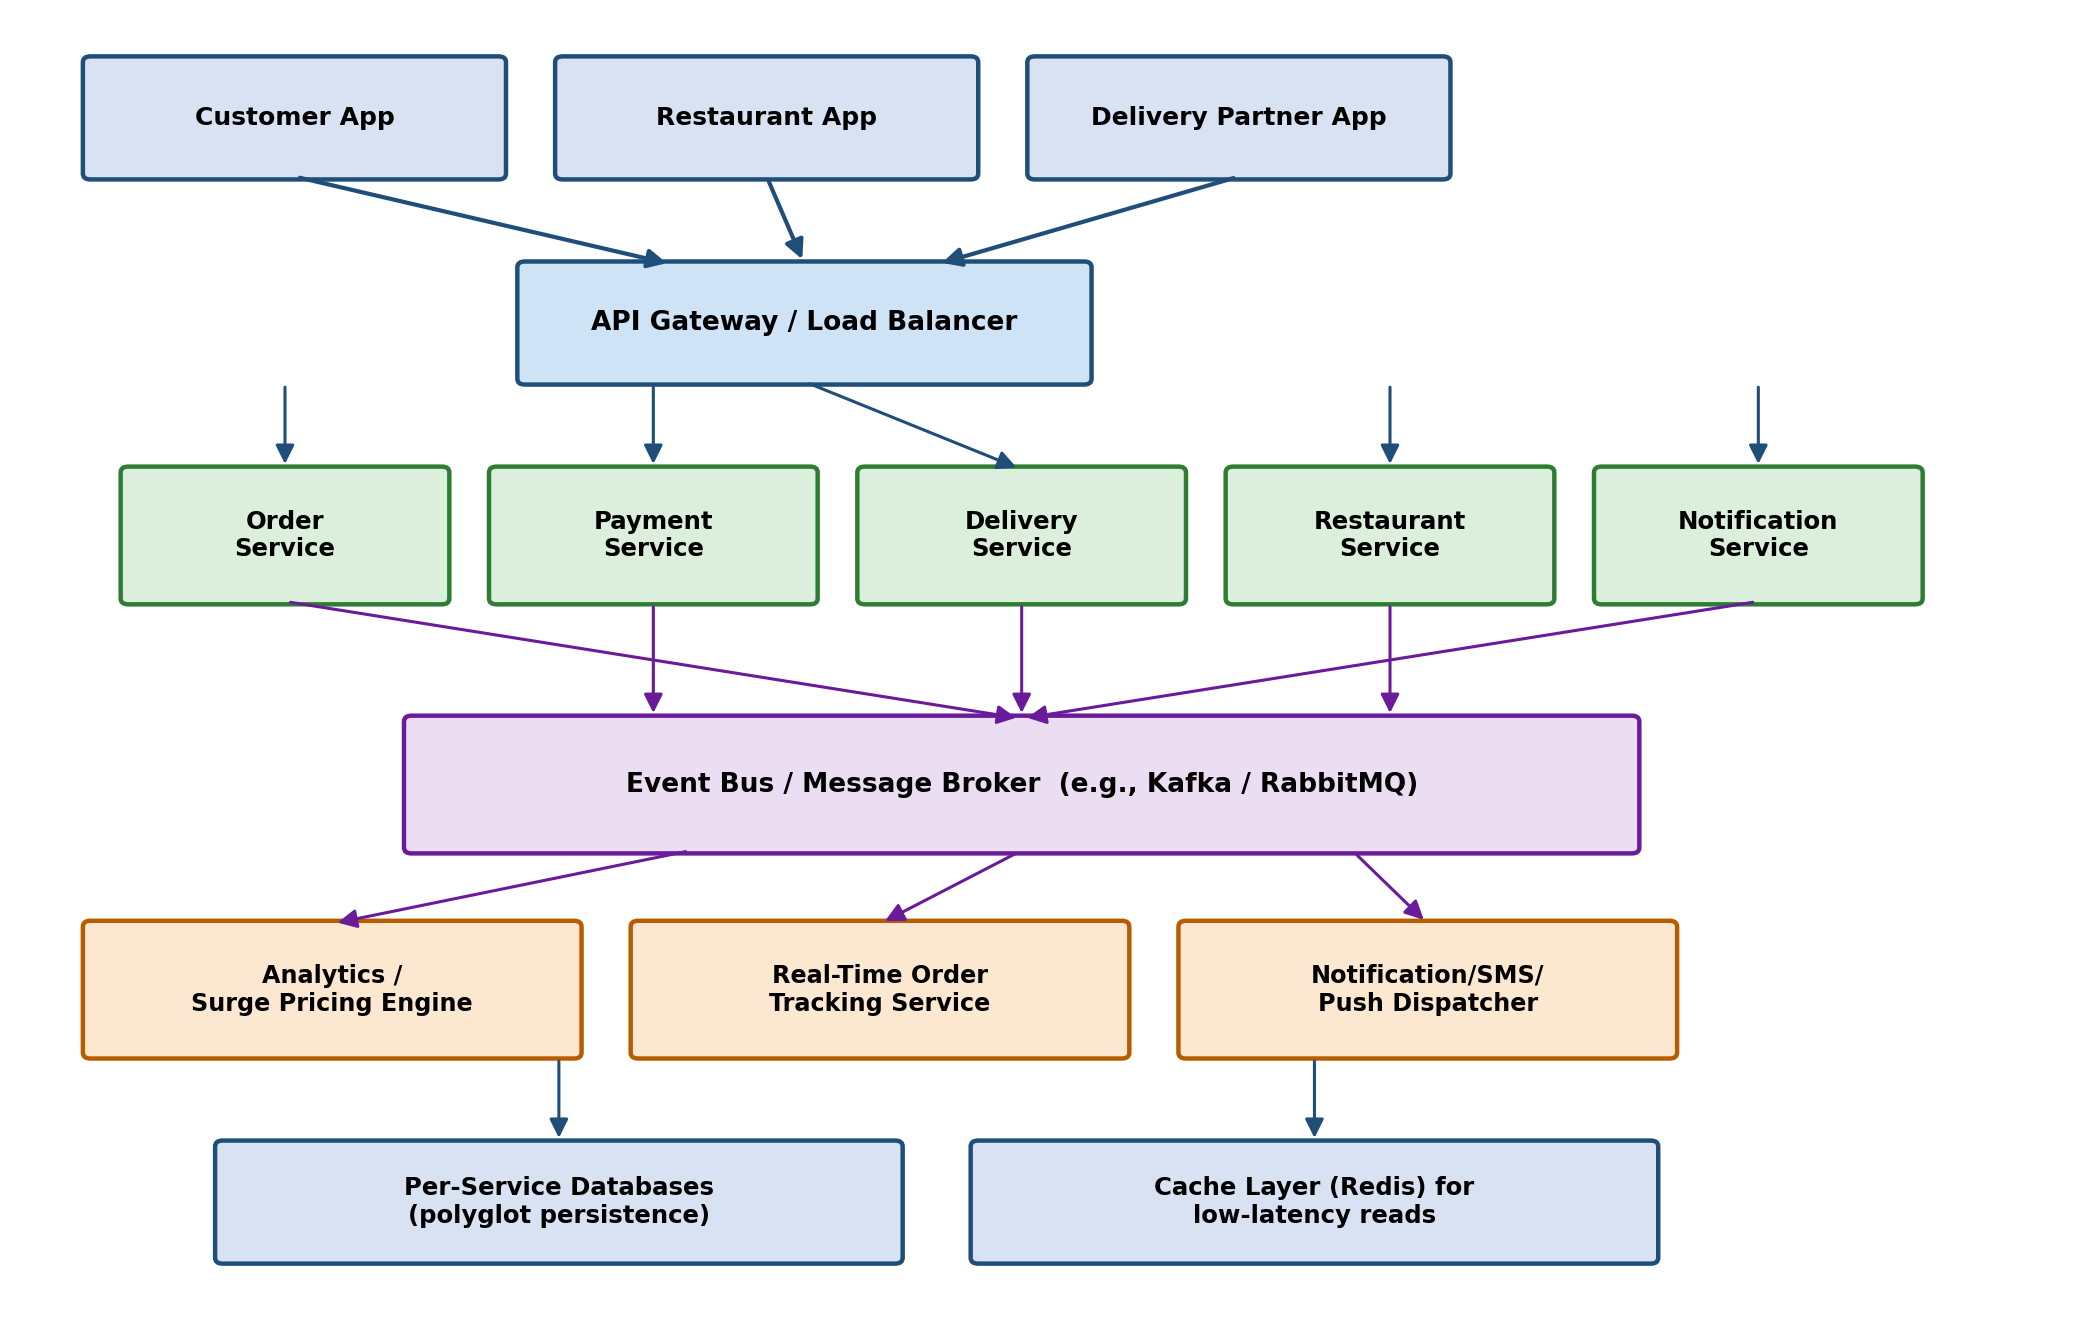 Customer App
Restaurant App
Delivery Partner App
API Gateway / Load Balancer
Order
Service
Payment
Service
Delivery
Service
Restaurant
Service
Notification
Service
Event Bus / Message Broker  (e.g., Kafka / RabbitMQ)
Analytics /
Surge Pricing Engine
Real-Time Order
Tracking Service
Notification/SMS/
Push Dispatcher
Per-Service Databases
(polyglot persistence)
Cache Layer (Redis) for
low-latency reads